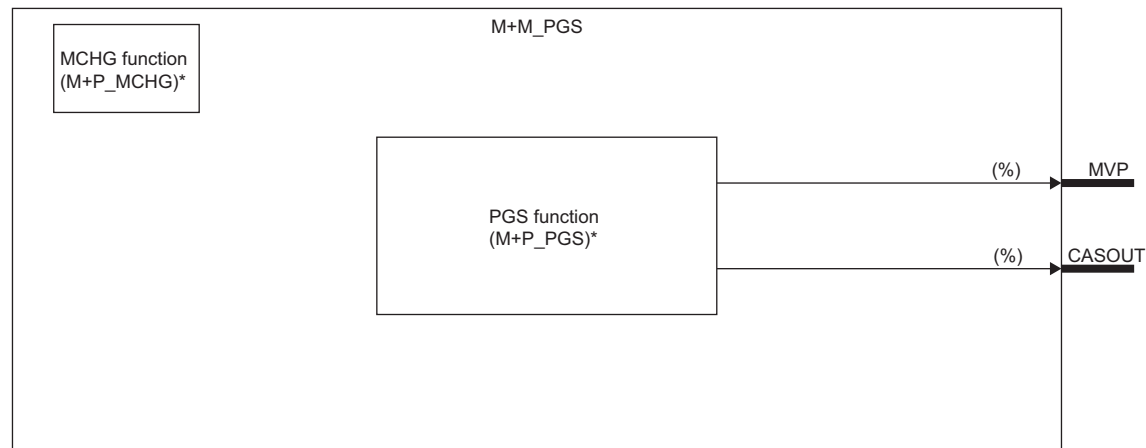 M+M_PGS
MCHG function
(M+P_MCHG)*
(%)
MVP
PGS function
(M+P_PGS)*
(%)
CASOUT